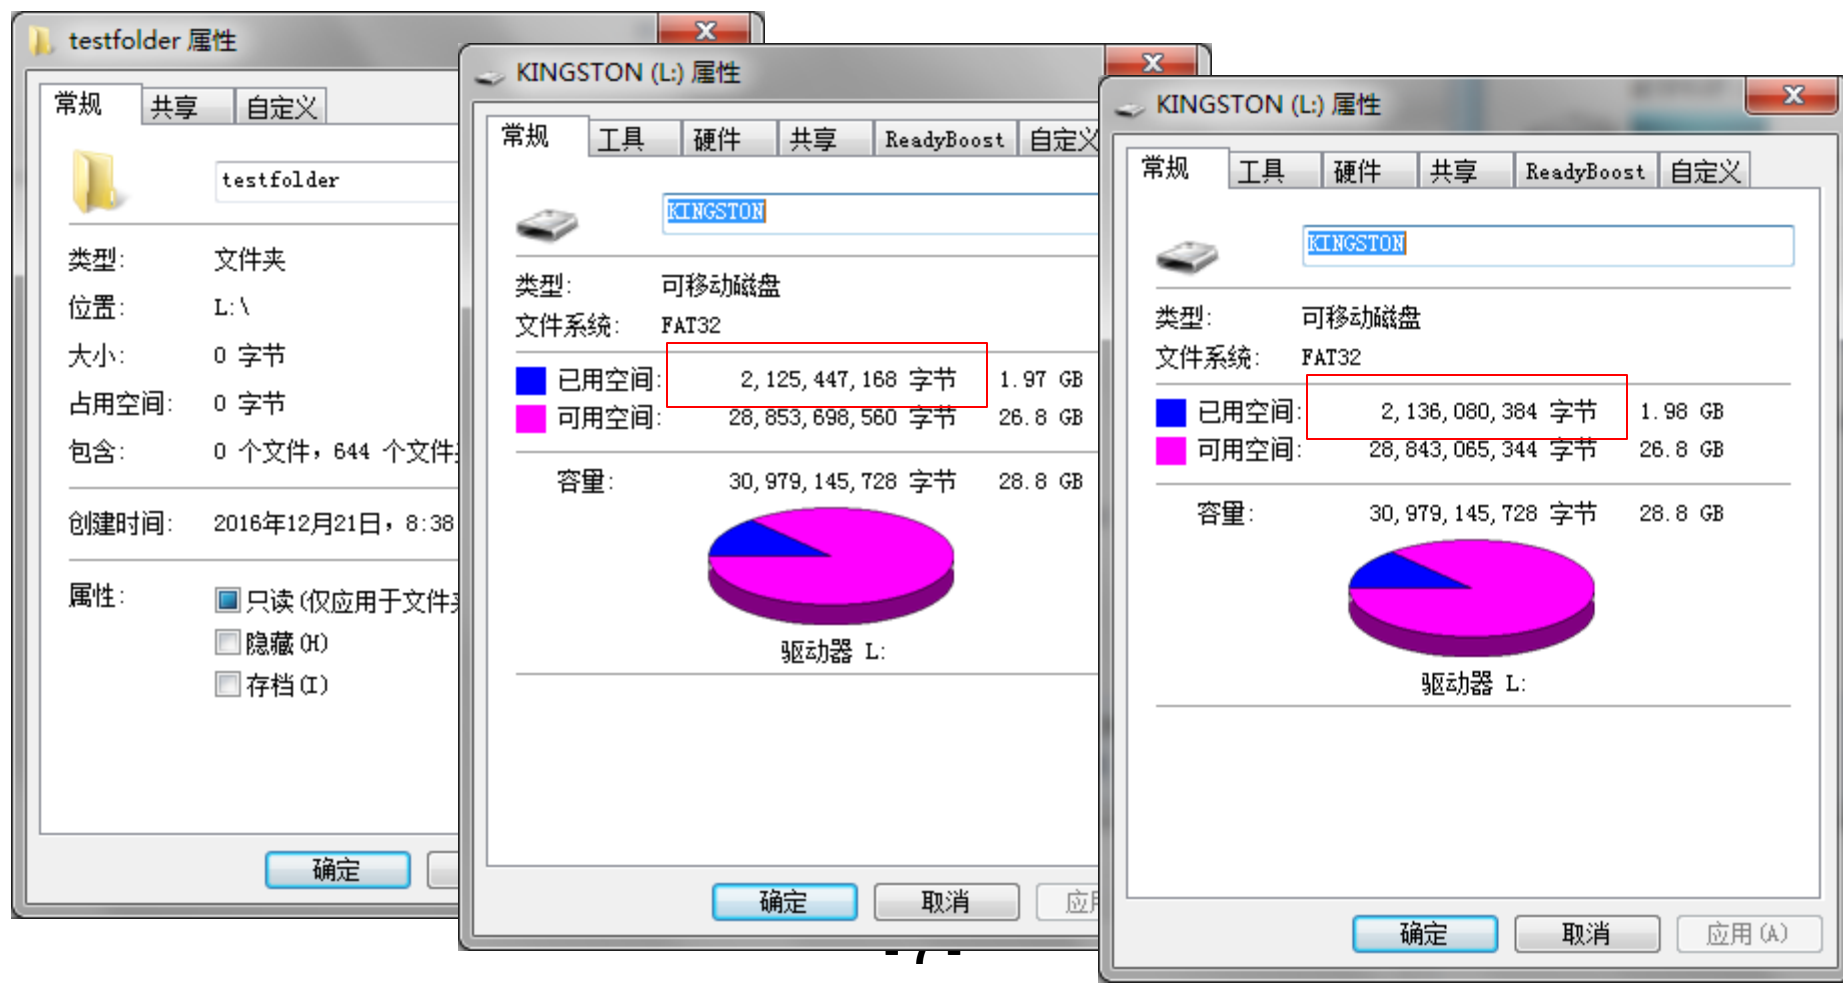 testfolder 属性
常规 共享 自定义
testfolder
类型: 文件夹
位置: L:\
大小: 0 字节
占用空间: 0 字节
包含: 0 个文件，644 个文件
创建时间: 2016年12月21日，8:38
属性: 只读(仅应用于文件
隐藏(H)
存档(I)
确定
KINGSTON (L:) 属性
常规 工具 硬件 共享 ReadyBoost 自定义
KINGSTON
类型: 可移动磁盘
文件系统: FAT32
已用空间: 2,125,447,168 字节 1.97 GB
可用空间: 28,853,698,560 字节 26.8 GB
容量: 30,979,145,728 字节 28.8 GB
驱动器 L:
确定 取消
KINGSTON (L:) 属性
常规 工具 硬件 共享 ReadyBoost 自定义
KINGSTON
类型: 可移动磁盘
文件系统: FAT32
已用空间: 2,136,080,384 字节 1.98 GB
可用空间: 28,843,065,344 字节 26.8 GB
容量: 30,979,145,728 字节 28.8 GB
驱动器 L:
确定 取消 应用(A)